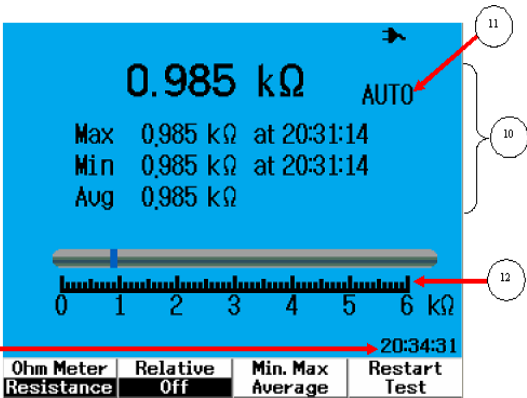 11
0.985 kΩ
AUTO
10
Max 0.985 kΩ at 20:31:14
Min 0.985 kΩ at 20:31:14
Avg 0.985 kΩ
12
0 1 2 3 4 5 6 kΩ
20:34:31
Ohm Meter Relative Min. Max Restart
Resistance Off Average Test